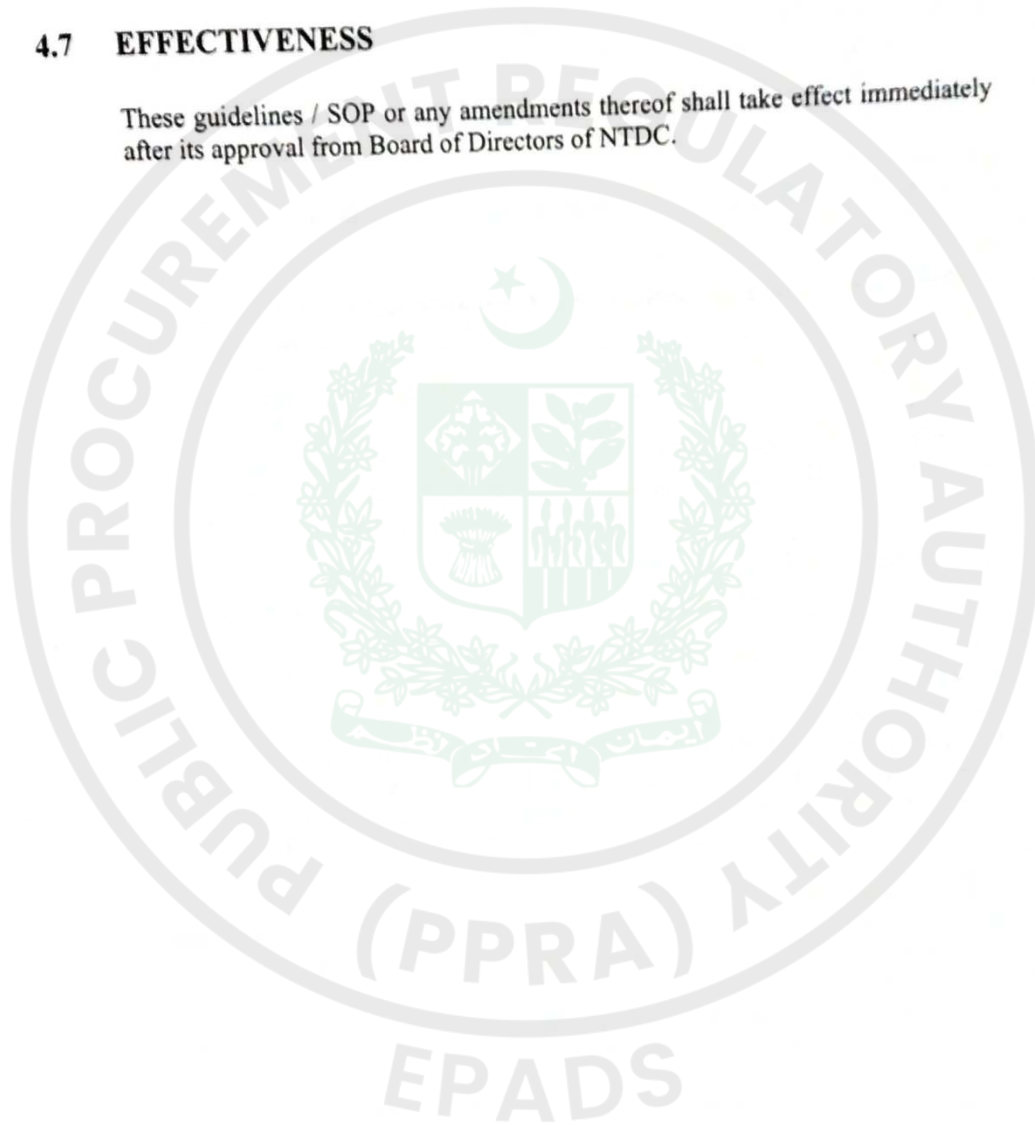 4.7 EFFECTIVENESS
These guidelines / SOP or any amendments thereof shall take effect immediately
after its approval from Board of Directors of NTDC.
PUBLIC PROCUREMENT REGULATORY AUTHORITY
(PPRA)
EPADS